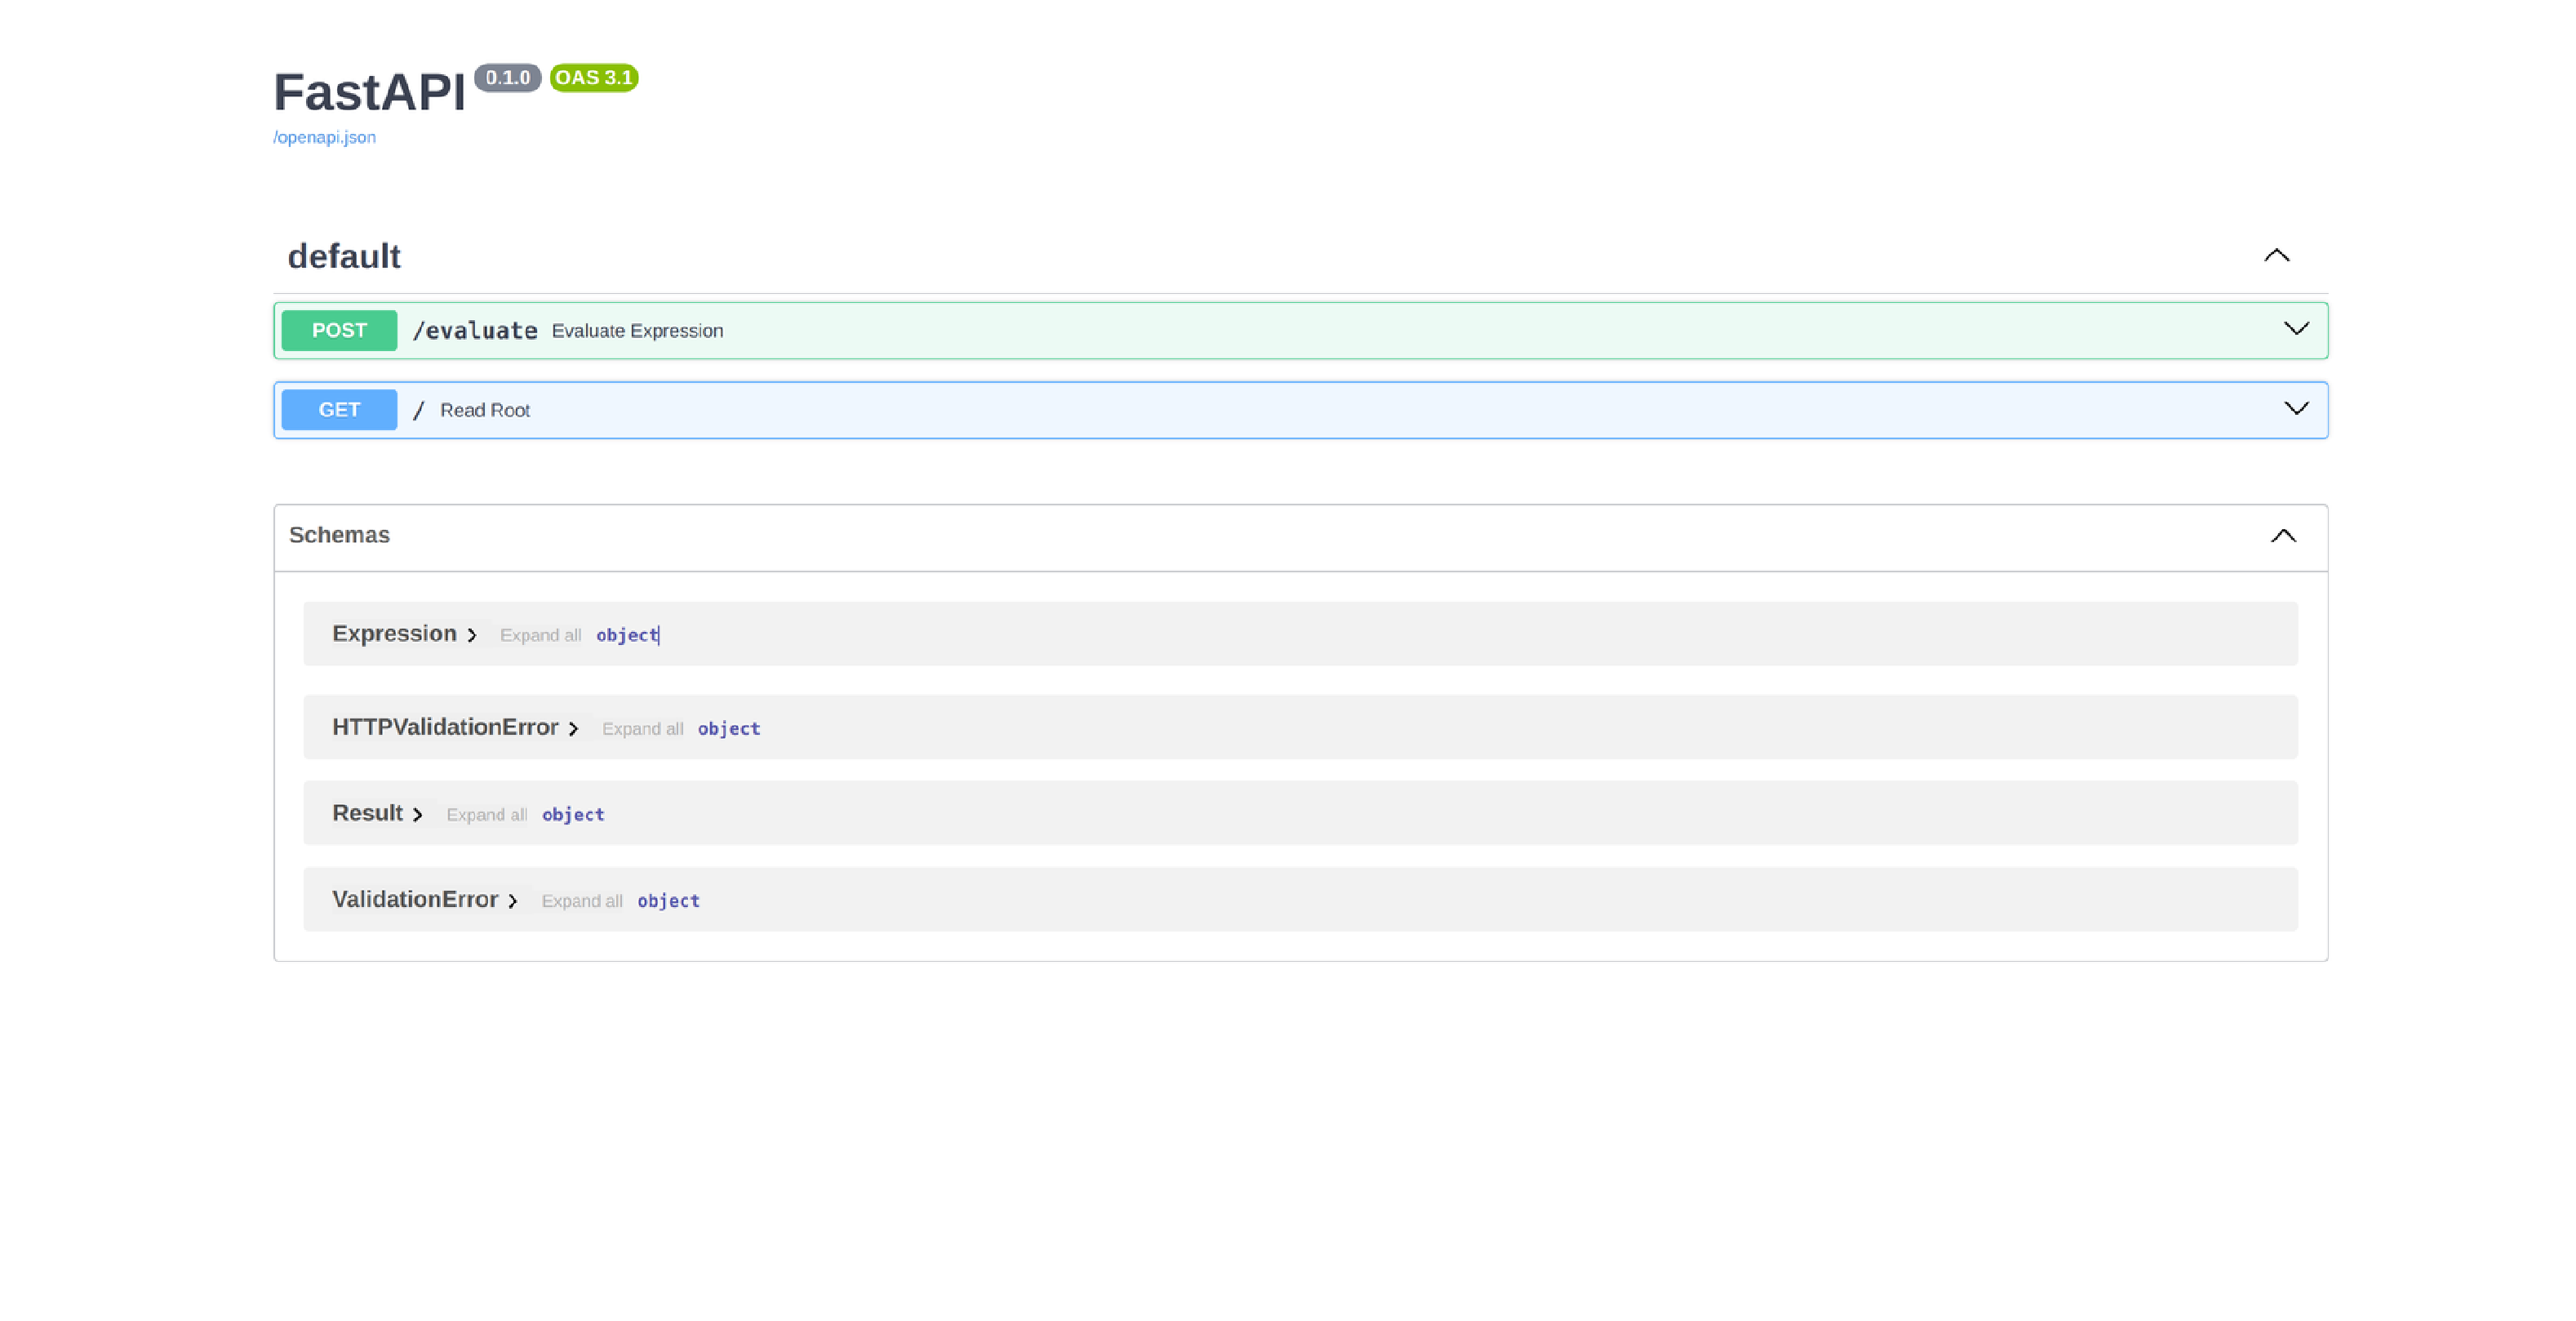 FastAPI 0.1.0 OAS 3.1
/openapi.json
default
POST /evaluate Evaluate Expression
GET / Read Root
Schemas
Expression Expand all object
HTTPValidationError Expand all object
Result Expand all object
ValidationError Expand all object